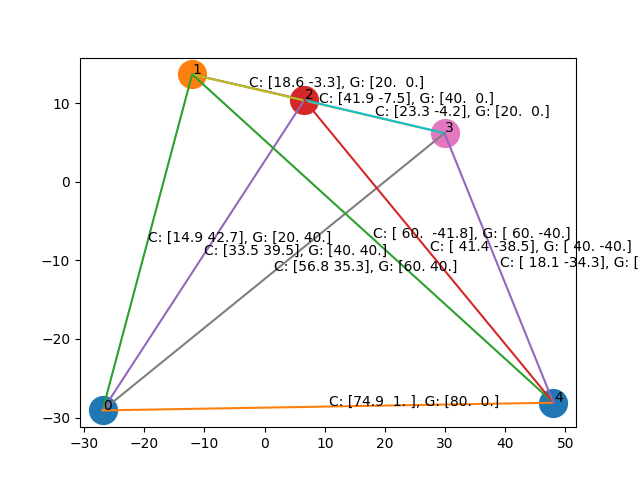 1
C: [18.6 -3.3], G: [20.  0.]
2
C: [41.9 -7.5], G: [40.  0.]
C: [23.3 -4.2], G: [20.  0.]
3
C: [14.9 42.7], G: [20. 40.]
C: [ 60.  -41.8], G: [ 60. -40.]
C: [33.5 39.5], G: [40. 40.]
C: [ 41.4 -38.5], G: [ 40. -40.]
C: [56.8 35.3], G: [60. 40.]
C: [ 18.1 -34.3], G: [
0
C: [74.9  1. ], G: [80.  0.]
4
10
0
−10
−20
−30
−30
−20
−10
0
10
20
30
40
50